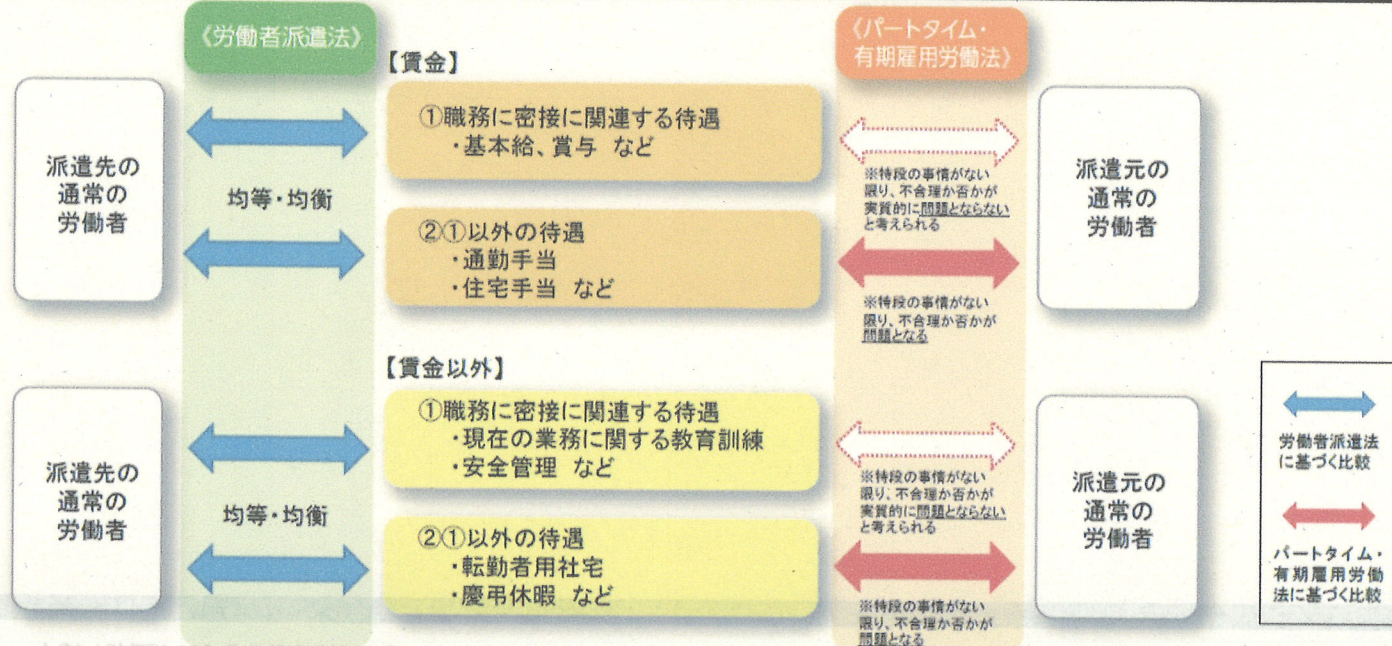 《労働者派遣法》
《パートタイム・
有期雇用労働法》
【賃金】
派遣先の
通常の
労働者
均等・均衡
①職務に密接に関連する待遇
・基本給、賞与 など
②①以外の待遇
・通勤手当
・住宅手当 など
※特段の事情がない
限り、不合理か否かが
実質的に問題とならない
と考えられる
※特段の事情がない
限り、不合理か否かが
問題となる
派遣元の
通常の
労働者
【賃金以外】
派遣先の
通常の
労働者
均等・均衡
①職務に密接に関連する待遇
・現在の業務に関する教育訓練
・安全管理 など
②①以外の待遇
・転勤者用社宅
・慶弔休暇 など
※特段の事情がない
限り、不合理か否かが
実質的に問題とならない
と考えられる
※特段の事情がない
限り、不合理か否かが
問題となる
派遣元の
通常の
労働者
労働者派遣法
に基づく比較
パートタイム・
有期雇用労働
法に基づく比較